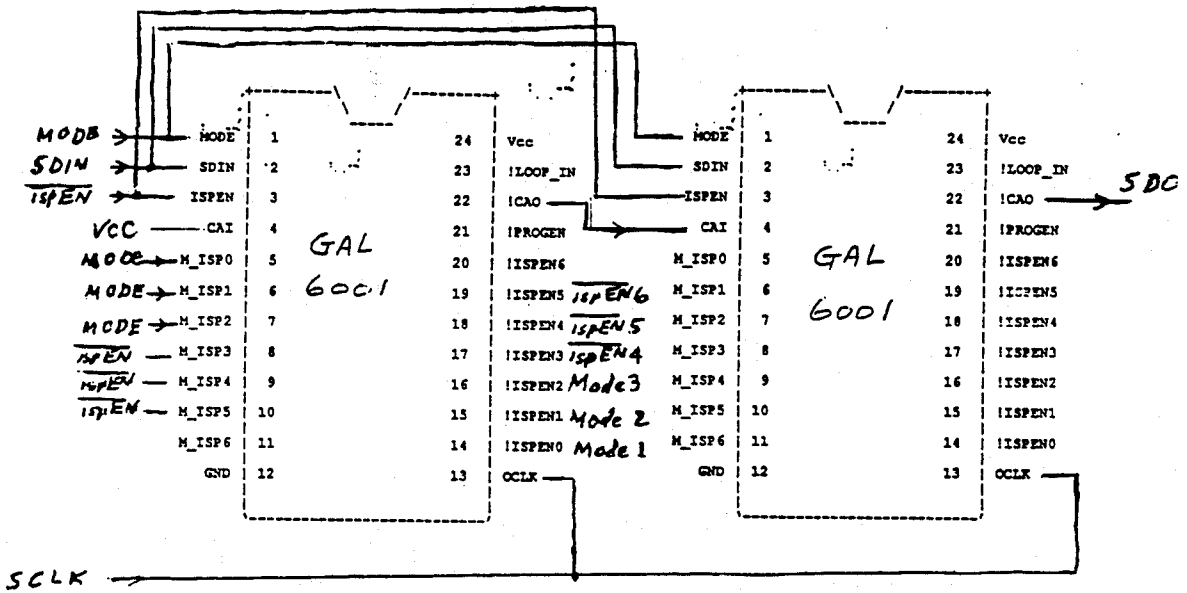 MODE MODE 1 24 Vcc MODE 1 24 Vcc
SDIN SDIN 2 23 !LOOP_IN SDIN 2 23 !LOOP_IN
ispEN ISPEN 3 22 !CAO ISPEN 3 22 !CAO SDO
VCC CAI 4 21 !PROGEN CAI 4 21 !PROGEN
MODE M_ISP0 5 20 !ISPEN6 M_ISP0 5 20 !ISPEN6
GAL GAL
MODE M_ISP1 6 19 !ISPEN5 ispEN6 M_ISP1 6 19 !ISPEN5
6001 6001
MODE M_ISP2 7 18 !ISPEN4 ispEN5 M_ISP2 7 18 !ISPEN4
ispEN M_ISP3 8 17 !ISPEN3 ispEN4 M_ISP3 8 17 !ISPEN3
ispEN M_ISP4 9 16 !ISPEN2 Mode3 M_ISP4 9 16 !ISPEN2
ispEN M_ISP5 10 15 !ISPEN1 Mode 2 M_ISP5 10 15 !ISPEN1
M_ISP6 11 14 !ISPEN0 Mode 1 M_ISP6 11 14 !ISPEN0
GND 12 13 OCLK GND 12 13 OCLK
SCLK